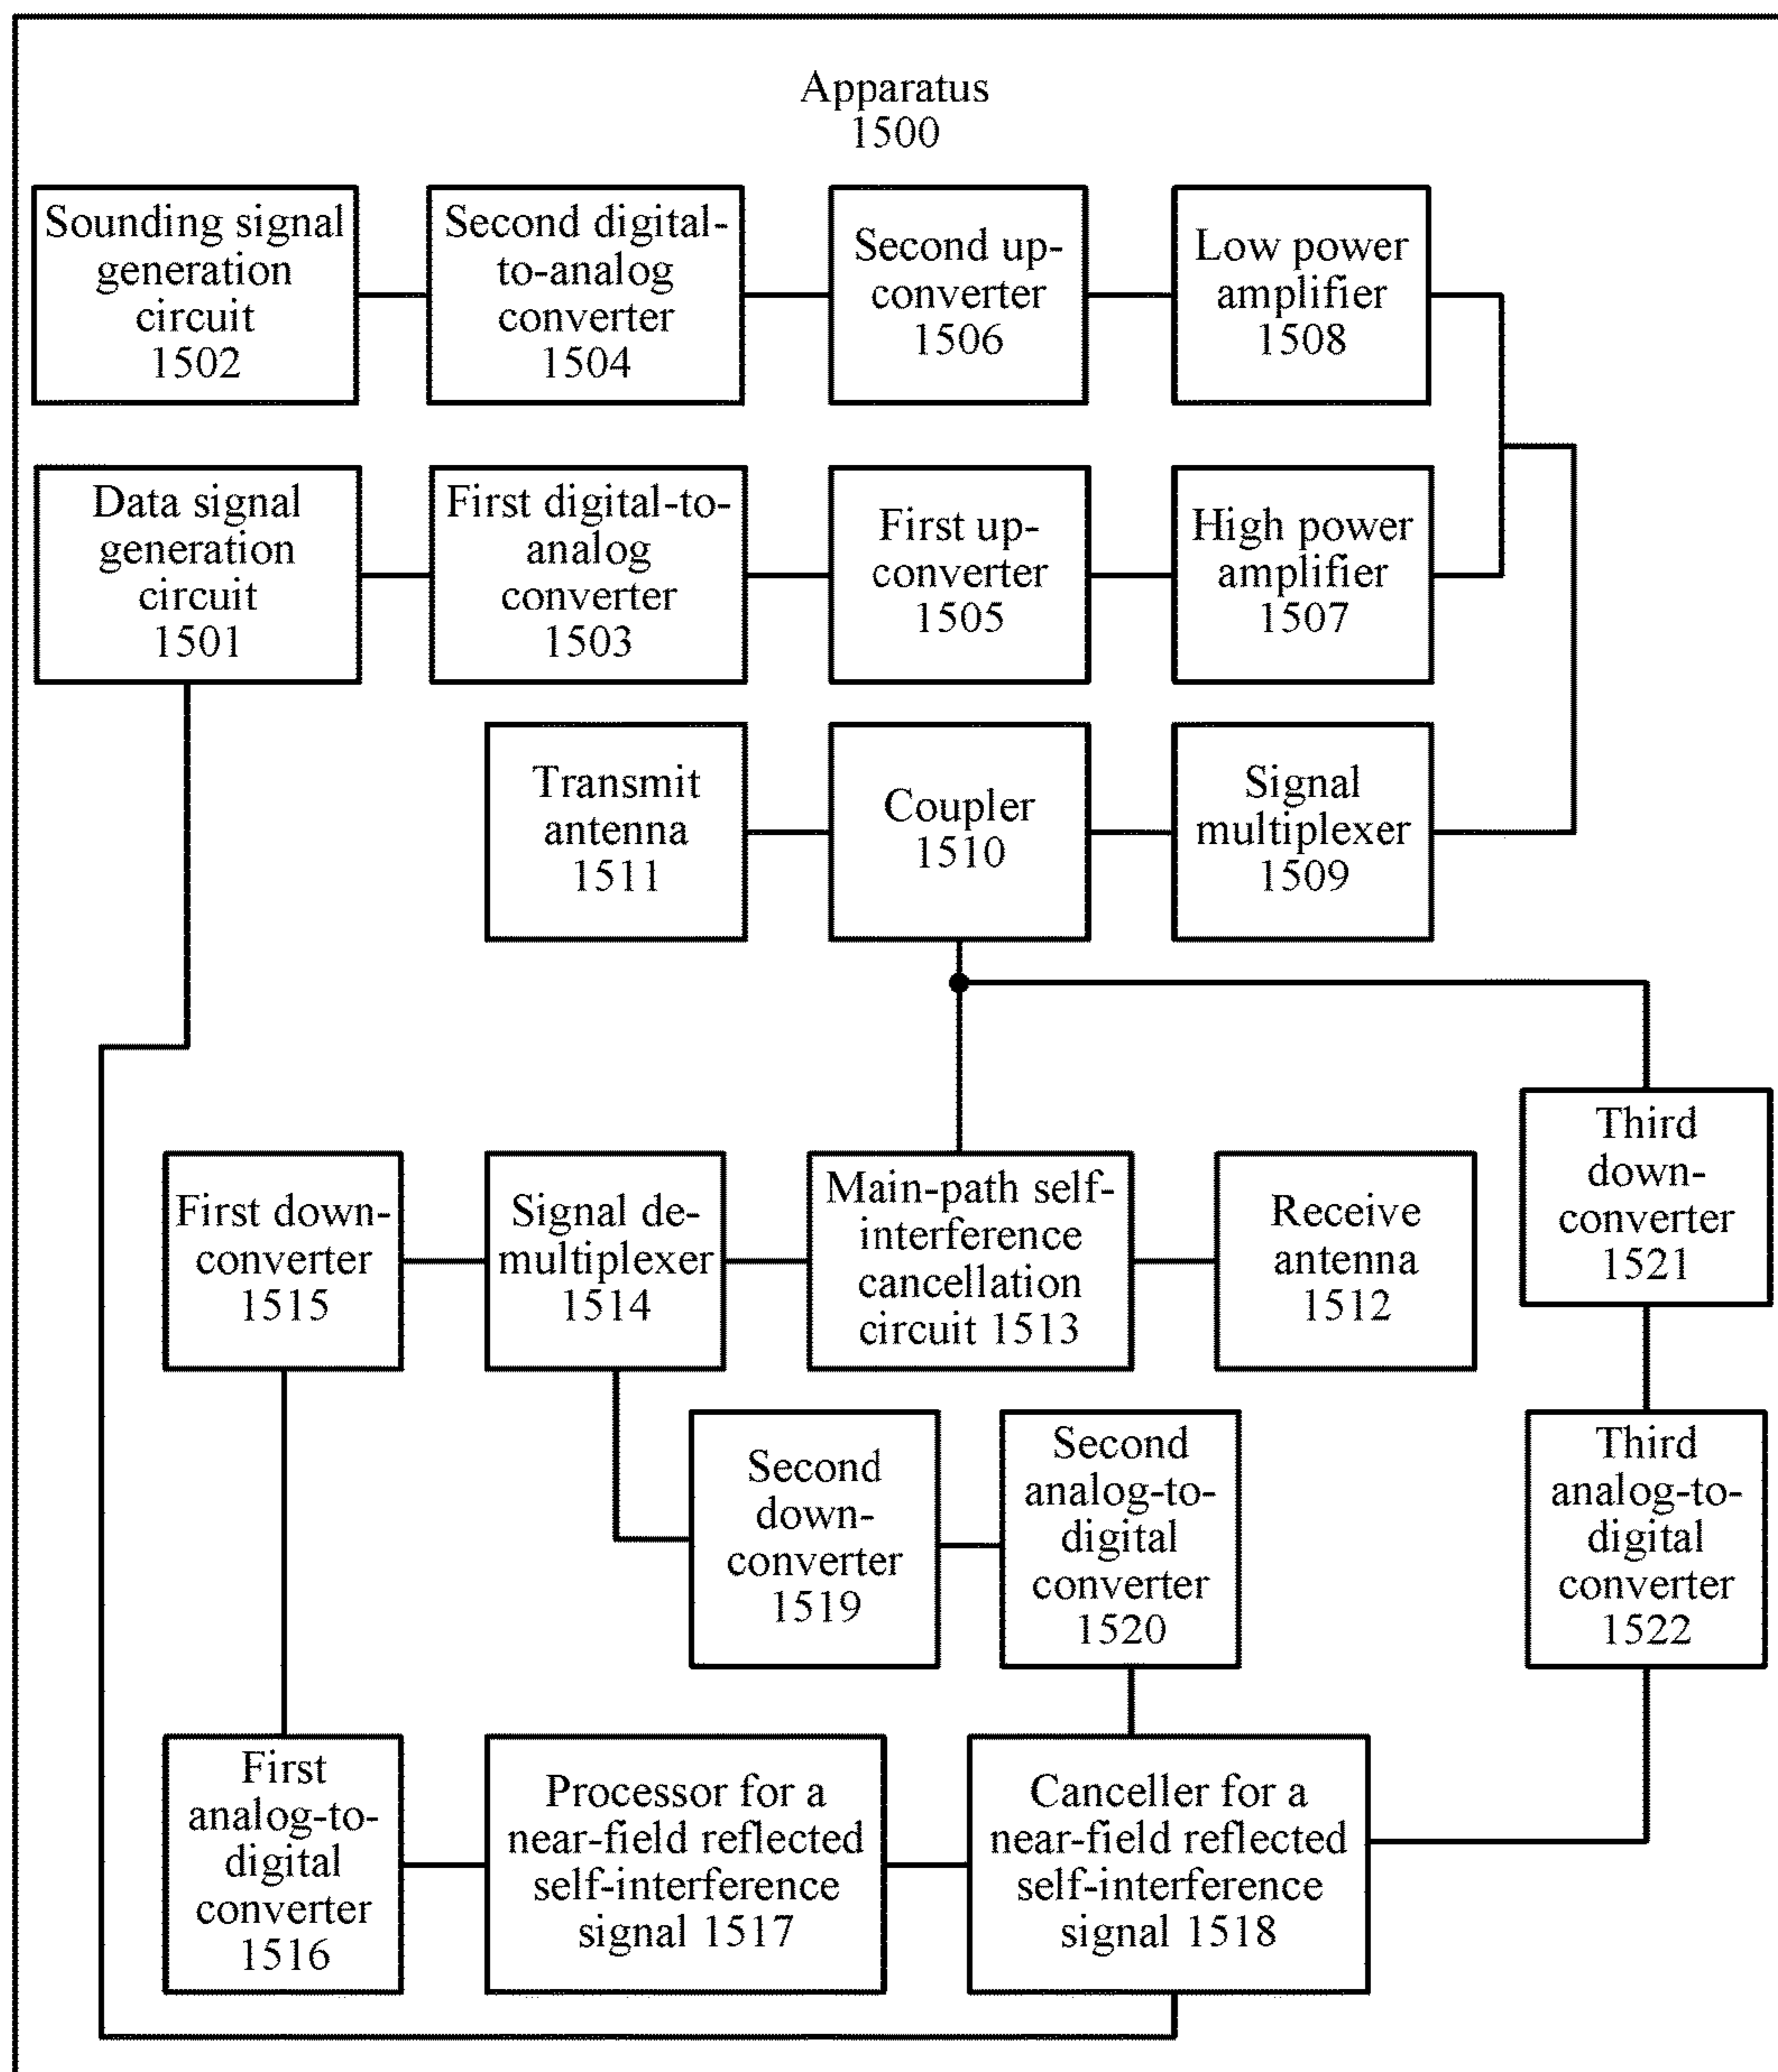 Apparatus
1500
Sounding signal
generation
circuit
1502
Second digital-
to-analog
converter
1504
Second up-
converter
1506
Low power
amplifier
1508
Data signal
generation
circuit
1501
First digital-to-
analog
converter
1503
First up-
converter
1505
High power
amplifier
1507
Transmit
antenna
1511
Coupler
1510
Signal
multiplexer
1509
Third
down-
converter
1521
First down-
converter
1515
Signal de-
multiplexer
1514
Main-path self-
interference
cancellation
circuit 1513
Receive
antenna
1512
Second
down-
converter
1519
Second
analog-to-
digital
converter
1520
Third
analog-to-
digital
converter
1522
First
analog-to-
digital
converter
1516
Processor for a
near-field reflected
self-interference
signal 1517
Canceller for a
near-field reflected
self-interference
signal 1518